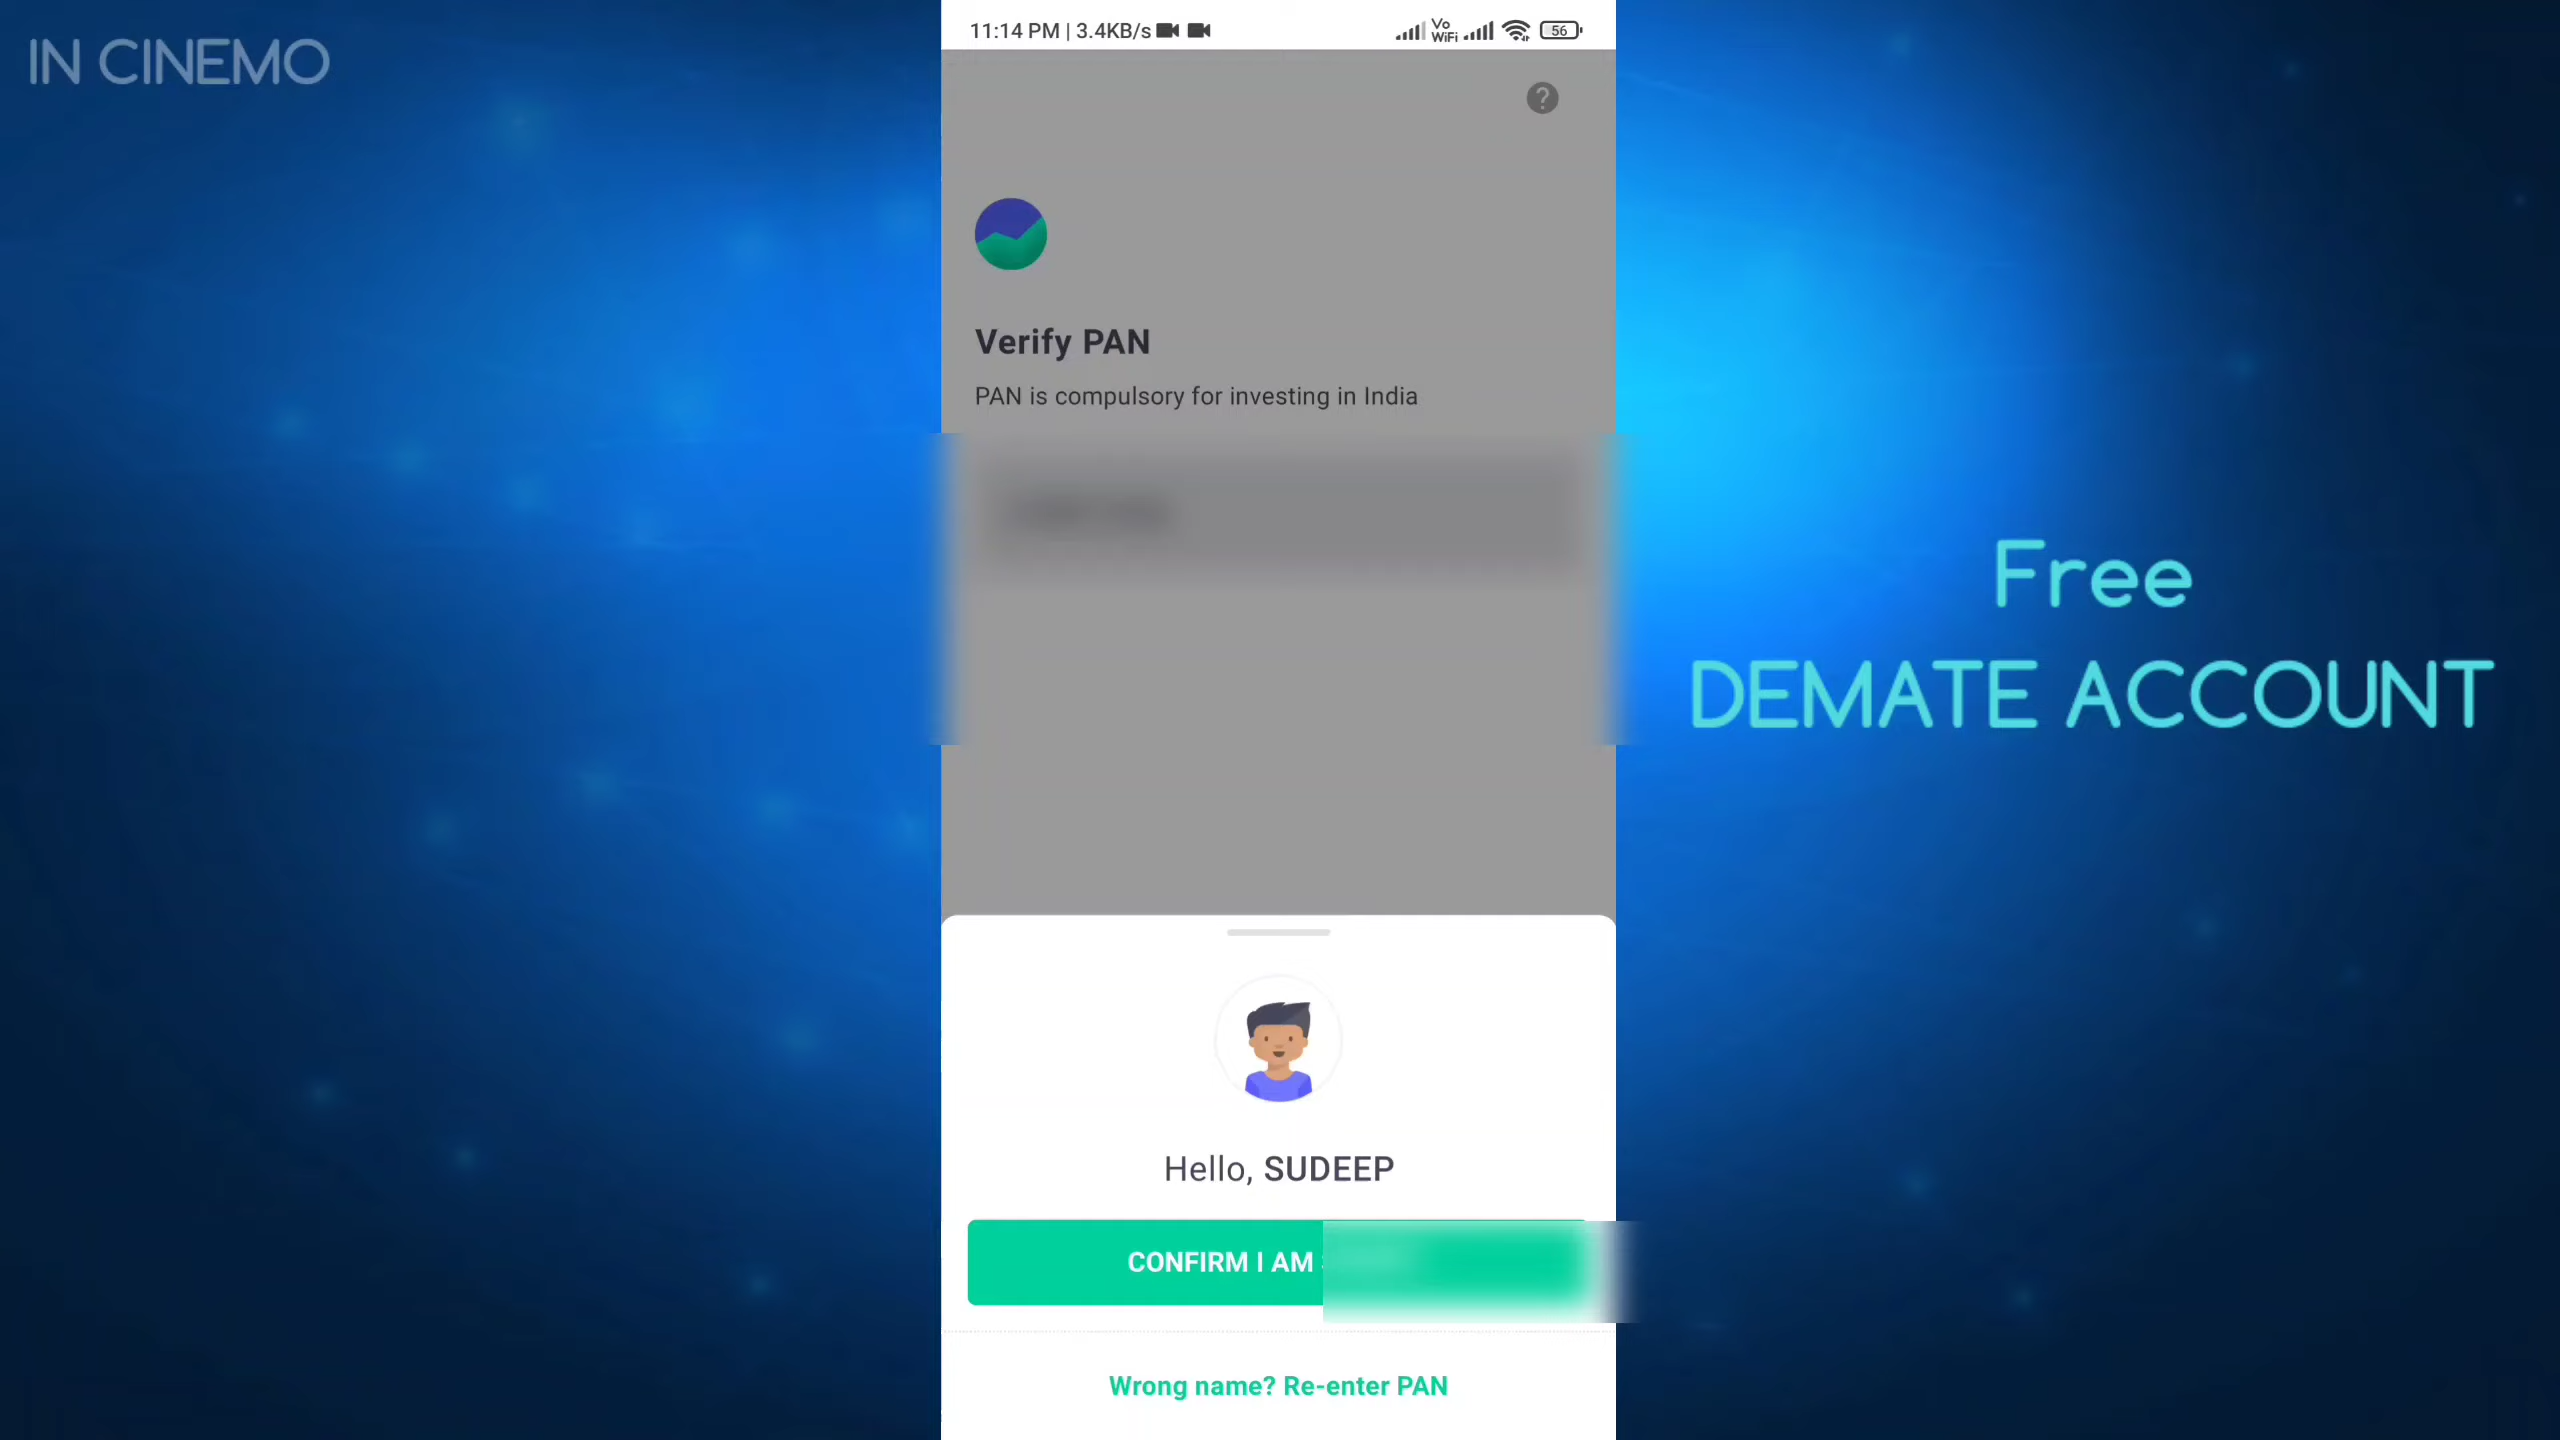 IN CINEMO
11:14 PM | 3.4KB/s
Vo
WiFi
56
Verify PAN
PAN is compulsory for investing in India
Free
DEMATE ACCOUNT
Hello, SUDEEP
CONFIRM I AM
Wrong name? Re-enter PAN